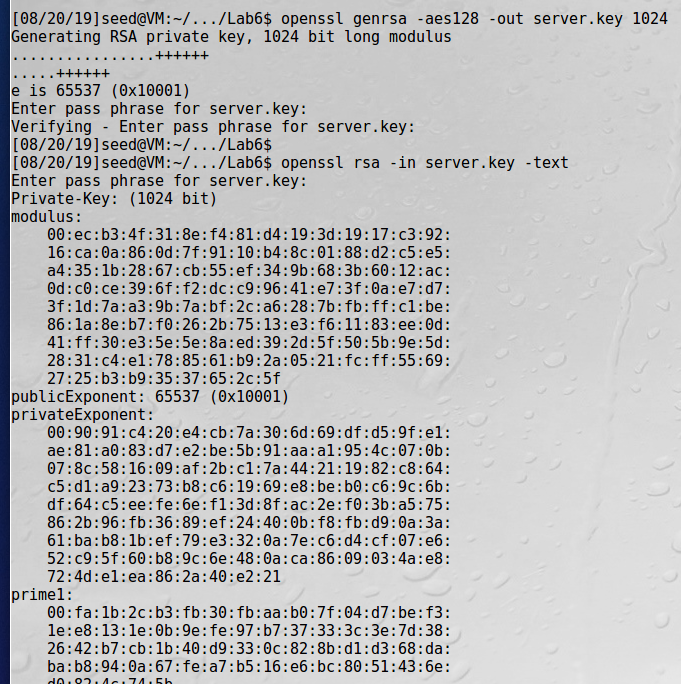 [08/20/19]seed@VM:~/.../Lab6$ openssl genrsa -aes128 -out server.key 1024
Generating RSA private key, 1024 bit long modulus
................++++++
.....++++++
e is 65537 (0x10001)
Enter pass phrase for server.key:
Verifying - Enter pass phrase for server.key:
[08/20/19]seed@VM:~/.../Lab6$
[08/20/19]seed@VM:~/.../Lab6$ openssl rsa -in server.key -text
Enter pass phrase for server.key:
Private-Key: (1024 bit)
modulus:
00:ec:b3:4f:31:8e:f4:81:d4:19:3d:19:17:c3:92:
16:ca:0a:86:0d:7f:91:10:b4:8c:01:88:d2:c5:e5:
a4:35:1b:28:67:cb:55:ef:34:9b:68:3b:60:12:ac:
0d:c0:ce:39:6f:f2:dc:c9:96:41:e7:3f:0a:e7:d7:
3f:1d:7a:a3:9b:7a:bf:2c:a6:28:7b:fb:ff:c1:be:
86:1a:8e:b7:f0:26:2b:75:13:e3:f6:11:83:ee:0d:
41:ff:30:e3:5e:5e:8a:ed:39:2d:5f:50:5b:9e:5d:
28:31:c4:e1:78:85:61:b9:2a:05:21:fc:ff:55:69:
27:25:b3:b9:35:37:65:2c:5f
publicExponent: 65537 (0x10001)
privateExponent:
00:90:91:c4:20:e4:cb:7a:30:6d:69:df:d5:9f:e1:
ae:81:a0:83:d7:e2:be:5b:91:aa:a1:95:4c:07:0b:
07:8c:58:16:09:af:2b:c1:7a:44:21:19:82:c8:64:
c5:d1:a9:23:73:b8:c6:19:69:e8:be:b0:c6:9c:6b:
df:64:c5:ee:fe:6e:f1:3d:8f:ac:2e:f0:3b:a5:75:
86:2b:96:fb:36:89:ef:24:40:0b:f8:fb:d9:0a:3a:
61:ba:b8:1b:ef:79:e3:32:0a:7e:c6:d4:cf:07:e6:
52:c9:5f:60:b8:9c:6e:48:0a:ca:86:09:03:4a:e8:
72:4d:e1:ea:86:2a:40:e2:21
prime1:
00:fa:1b:2c:b3:fb:30:fb:aa:b0:7f:04:d7:be:f3:
1e:e8:13:1e:0b:9e:fe:97:b7:37:33:3c:3e:7d:38:
26:42:b7:cb:1b:40:d9:33:0c:82:8b:d1:d3:68:da:
ba:b8:94:0a:67:fe:a7:b5:16:e6:bc:80:51:43:6e:
d0:82:4c:74:5b